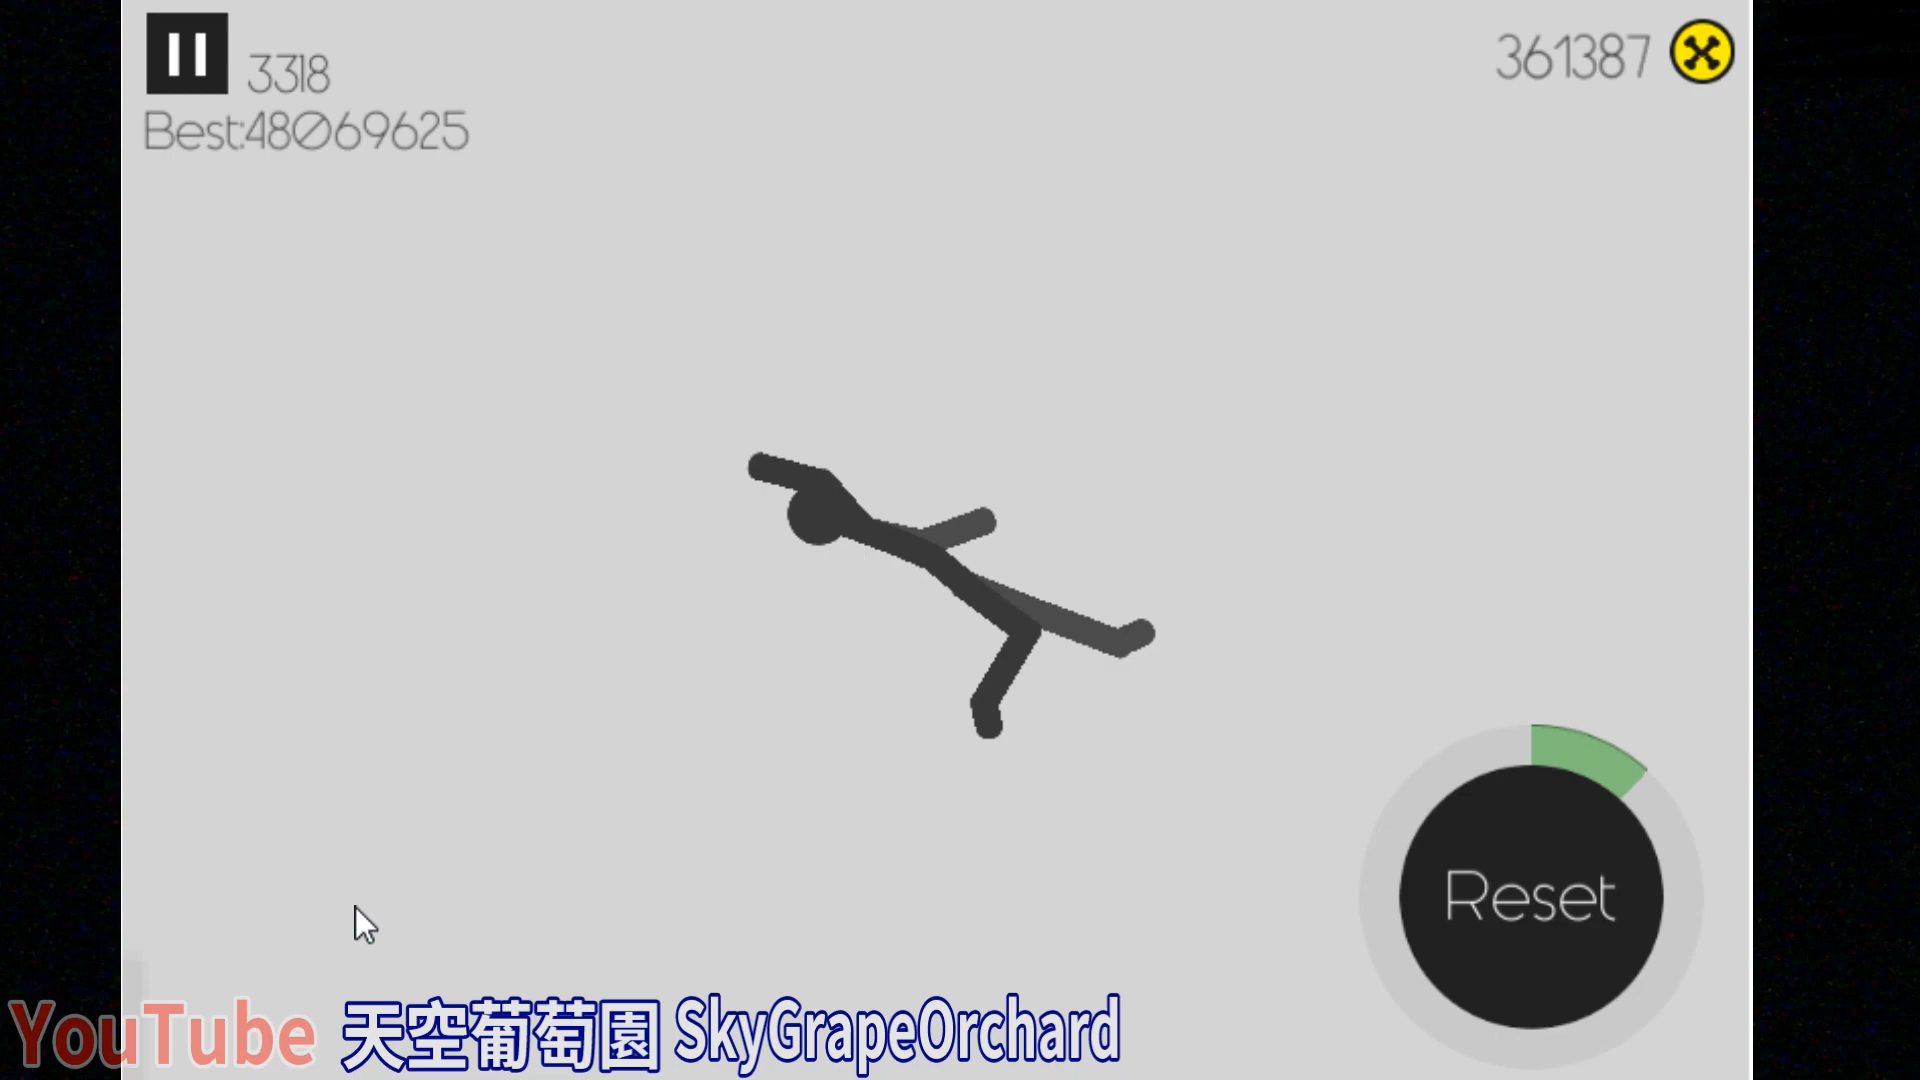 3318
361387
Best:48069625
Reset
YouTube 天空葡萄園 SkyGrapeOrchard